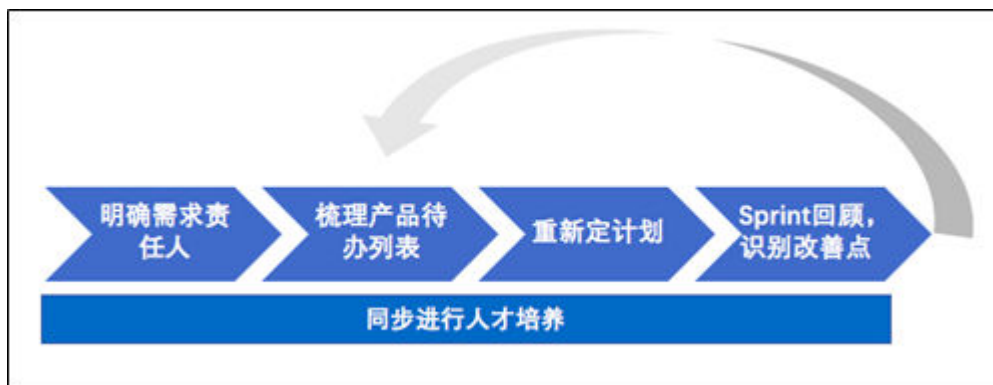 明确需求责
任人
梳理产品待
办列表
重新定计划
Sprint回顾，
识别改善点
同步进行人才培养